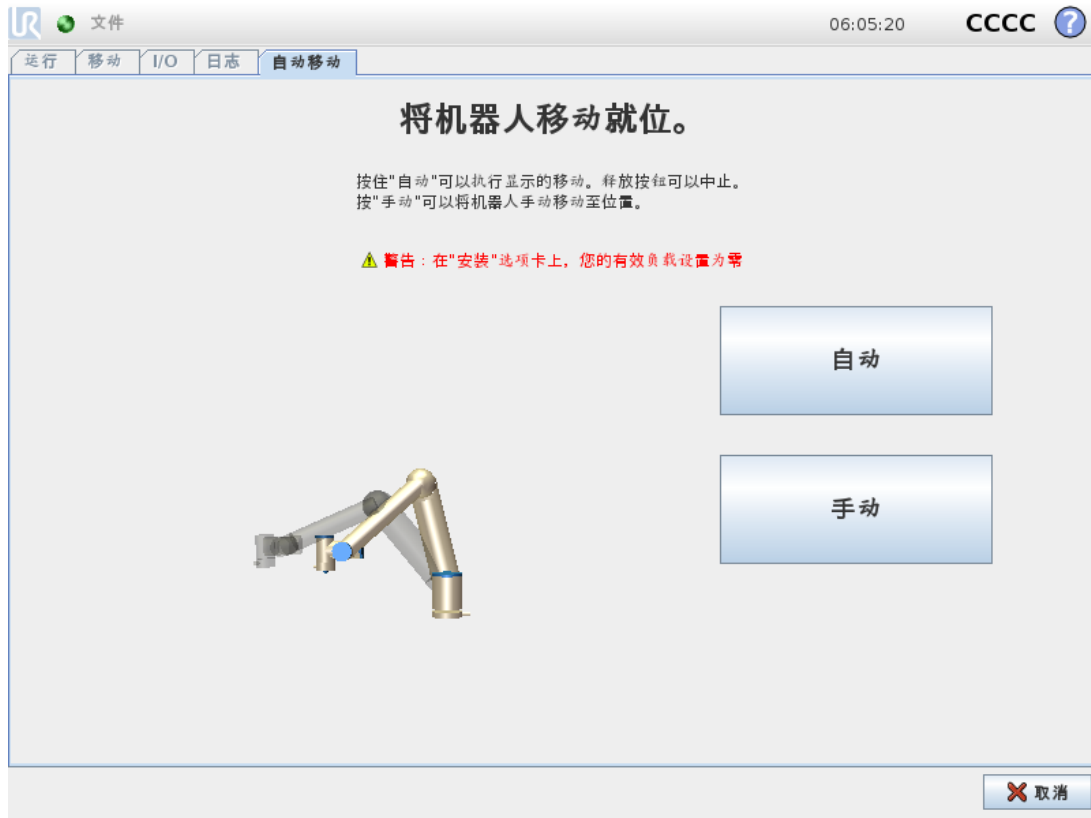 UR 文件 06:05:20 CCCC ?
运行 移动 I/O 日志 自动移动
将机器人移动就位。
按住"自动"可以执行显示的移动。释放按钮可以中止。
按"手动"可以将机器人手动移动至位置。
警告：在"安装"选项卡上，您的有效负载设置为零
自动
手动
取消